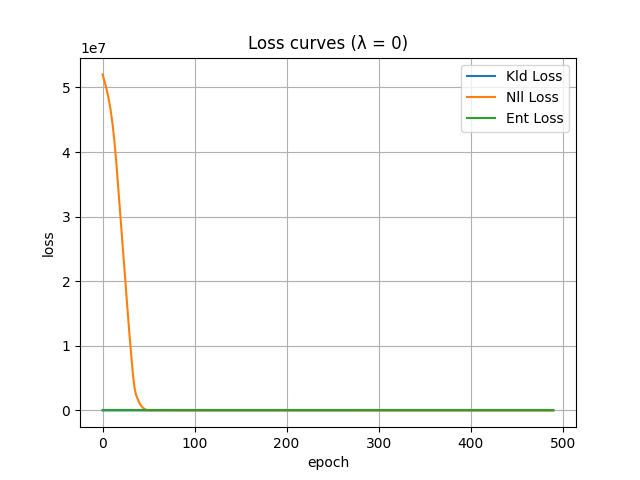 Loss curves (λ = 0)
1e7
Kld Loss
Nll Loss
Ent Loss
5
4
3
2
1
0
loss
0 100 200 300 400 500
epoch